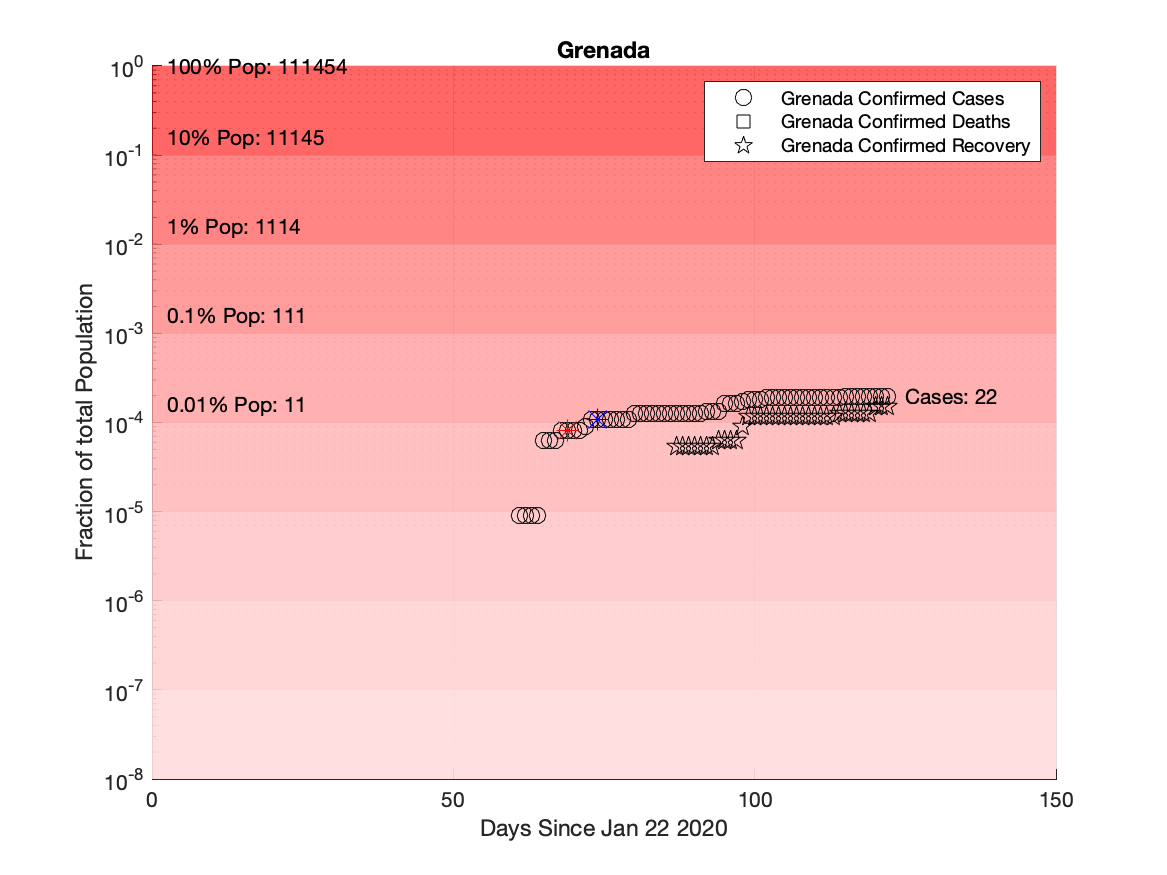 Grenada
10^0
100% Pop: 111454
Grenada Confirmed Cases
Grenada Confirmed Deaths
Grenada Confirmed Recovery
10% Pop: 11145
10^-1
1% Pop: 1114
10^-2
0.1% Pop: 111
10^-3
0.01% Pop: 11
Cases: 22
10^-4
10^-5
10^-6
10^-7
10^-8
Fraction of total Population
0 50 100 150
Days Since Jan 22 2020